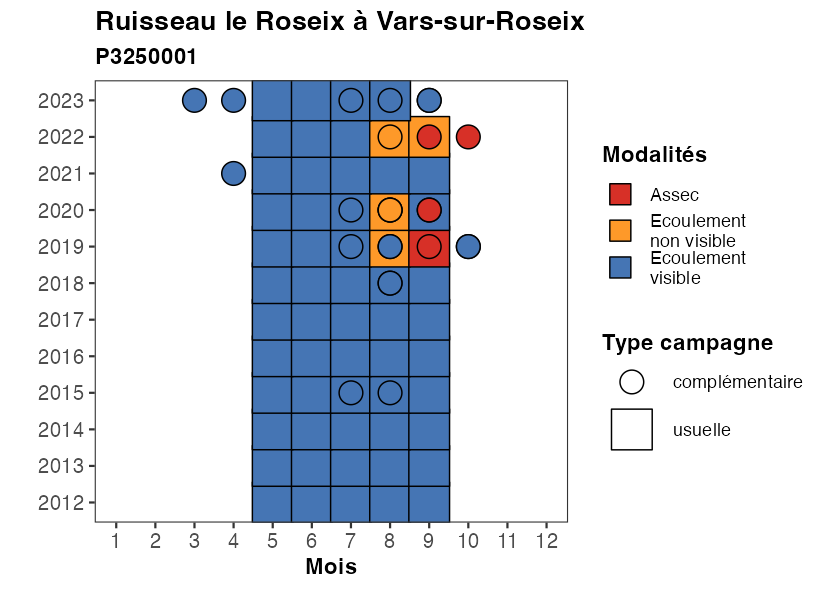 Ruisseau le Roseix à Vars-sur-Roseix
P3250001
2023
2022
2021
2020
2019
2018
2017
2016
2015
2014
2013
2012
1 2 3 4 5 6 7 8 9 10 11 12
Mois
Modalités
Assec
Ecoulement
non visible
Ecoulement
visible
Type campagne
complémentaire
usuelle